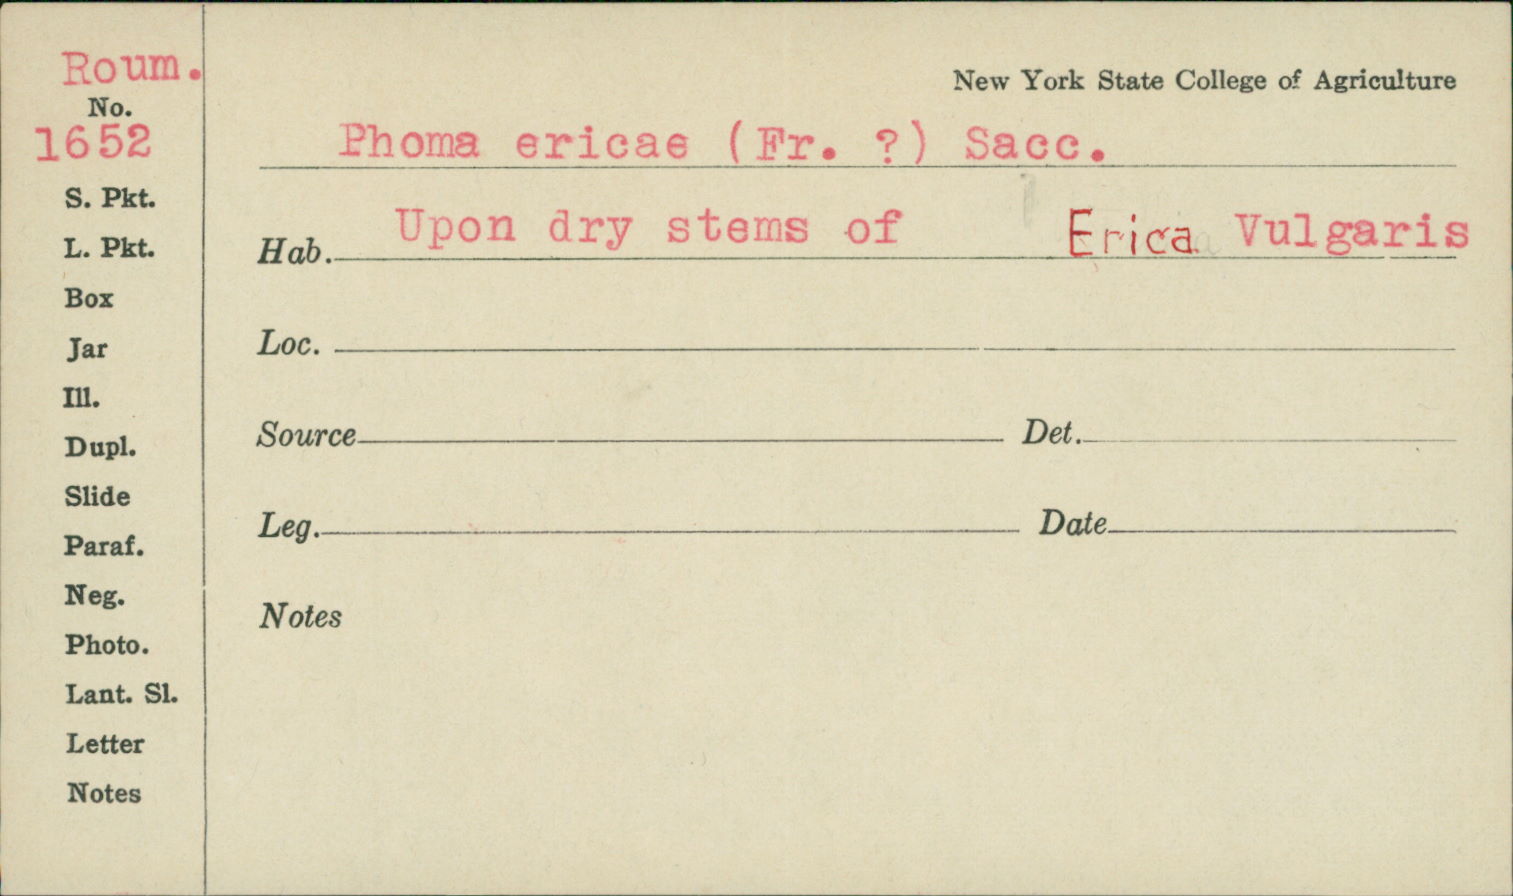 Roum.
No.
1652
S. Pkt.
L. Pkt.
Box
Jar
Ill.
Dupl.
Slide
Paraf.
Neg.
Photo.
Lant. Sl.
Letter
Notes
New York State College of Agriculture
Phoma ericae (Fr. ?) Sacc.
Hab. Upon dry stems of Erica Vulgaris
Loc.
Source Det.
Leg. Date
Notes